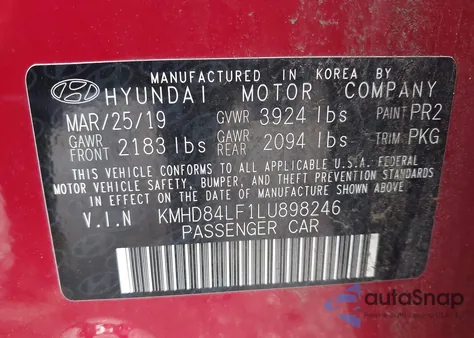 MANUFACTURED IN KOREA BY
HYUNDAI MOTOR COMPANY
MAR/25/19 GVWR 3924 lbs PAINT PR2
GAWR FRONT 2183 lbs GAWR REAR 2094 lbs TRIM PKG
THIS VEHICLE CONFORMS TO ALL APPLICABLE U.S.A. FEDERAL
MOTOR VEHICLE SAFETY, BUMPER, AND THEFT PREVENTION STANDARDS
IN EFFECT ON THE DATE OF MANUFACTURE SHOWN ABOVE.
V.I.N KMHD84LF1LU898246
PASSENGER CAR
autoSnap